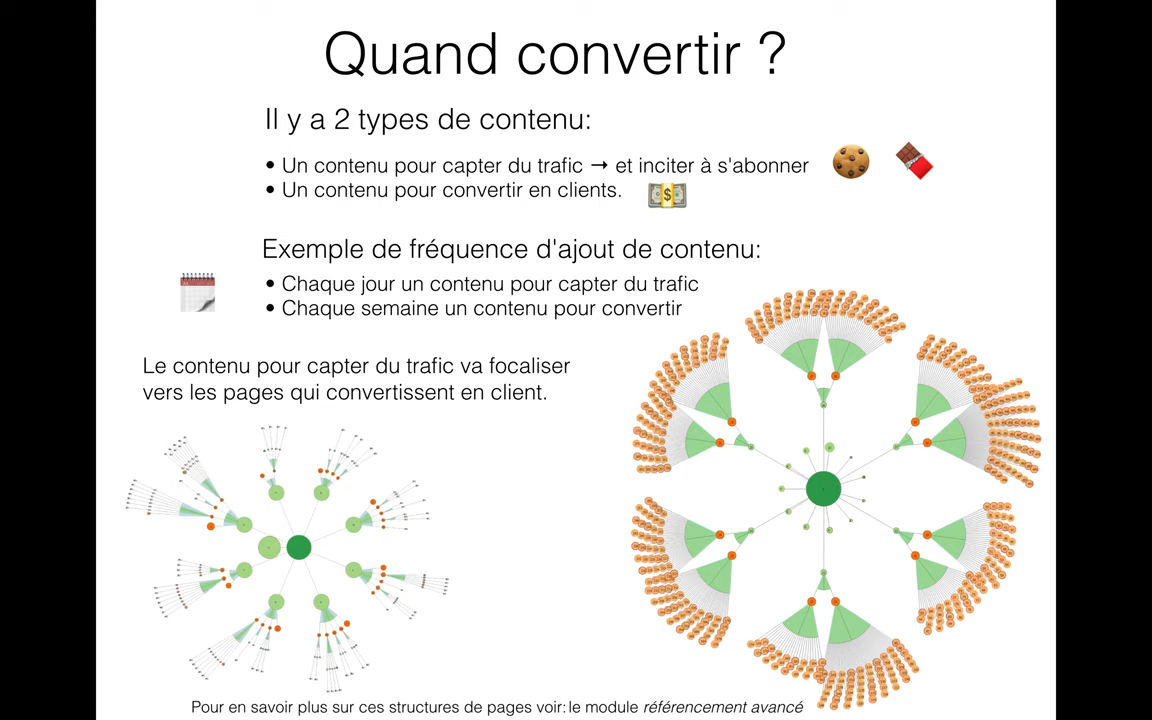 Quand convertir ?
Il y a 2 types de contenu:
• Un contenu pour capter du trafic → et inciter à s'abonner
• Un contenu pour convertir en clients.
Exemple de fréquence d'ajout de contenu:
• Chaque jour un contenu pour capter du trafic
• Chaque semaine un contenu pour convertir
Le contenu pour capter du trafic va focaliser
vers les pages qui convertissent en client.
Pour en savoir plus sur ces structures de pages voir: le module référencement avancé